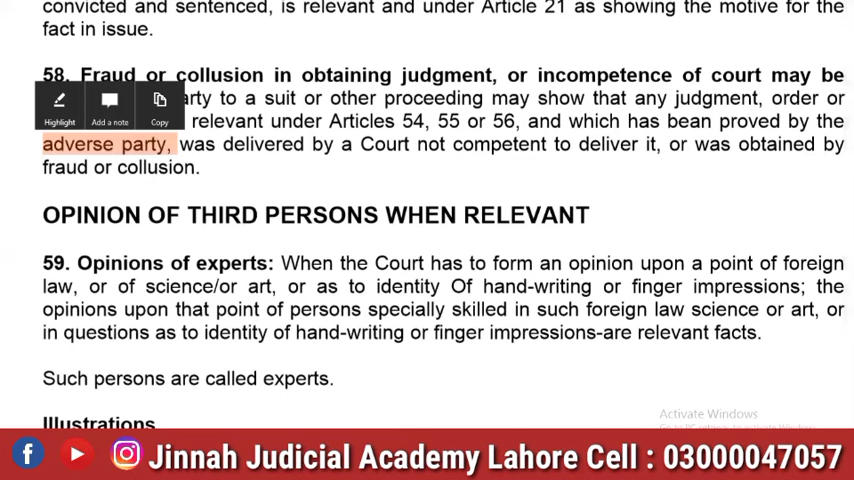 convicted and sentenced, is relevant and under Article 21 as showing the motive for the
fact in issue.
58. Fraud or collusion in obtaining judgment, or incompetence of court may be
arty to a suit or other proceeding may show that any judgment, order or
relevant under Articles 54, 55 or 56, and which has bean proved by the
adverse party, was delivered by a Court not competent to deliver it, or was obtained by
fraud or collusion.
Highlight
Add a note
Copy
OPINION OF THIRD PERSONS WHEN RELEVANT
59. Opinions of experts: When the Court has to form an opinion upon a point of foreign
law, or of science/or art, or as to identity Of hand-writing or finger impressions; the
opinions upon that point of persons specially skilled in such foreign law science or art, or
in questions as to identity of hand-writing or finger impressions-are relevant facts.
Such persons are called experts.
Illustrations
Activate Windows
Jinnah Judicial Academy Lahore Cell : 03000047057